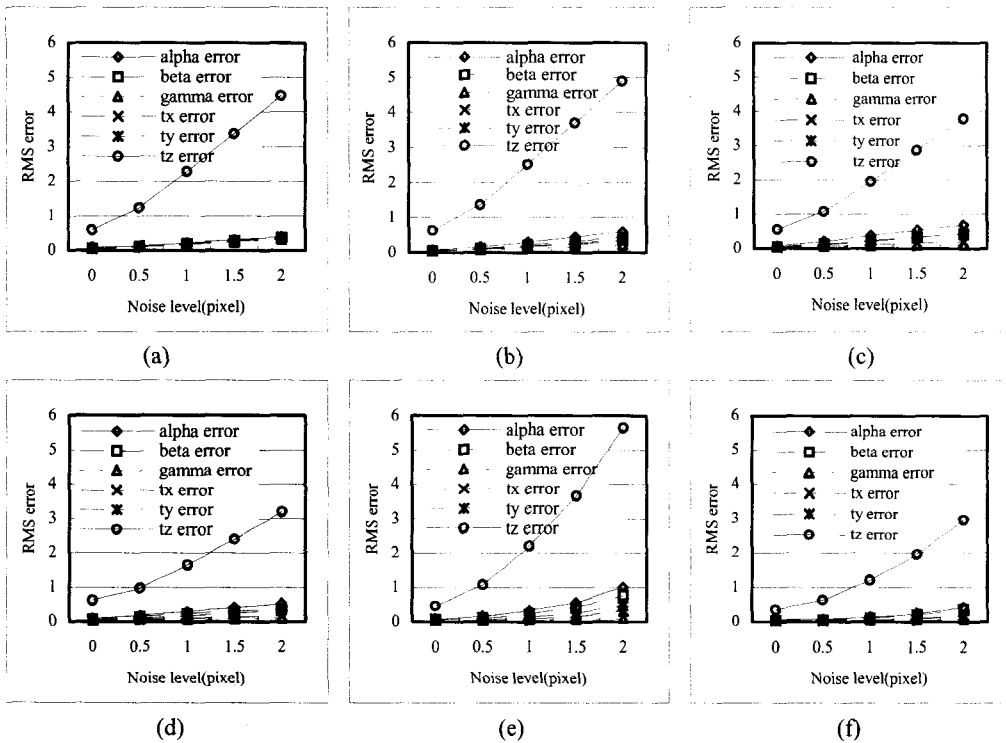 6
5
4
3
2
1
0
RMS error
alpha error
beta error
gamma error
tx error
ty error
tz error
0 0.5 1 1.5 2
Noise level(pixel)
(a)
6
5
4
3
2
1
0
RMS error
alpha error
beta error
gamma error
tx error
ty error
tz error
0 0.5 1 1.5 2
Noise level(pixel)
(b)
6
5
4
3
2
1
0
RMS error
alpha error
beta error
gamma error
tx error
ty error
tz error
0 0.5 1 1.5 2
Noise level(pixel)
(c)
6
5
4
3
2
1
0
RMS error
alpha error
beta error
gamma error
tx error
ty error
tz error
0 0.5 1 1.5 2
Noise level(pixel)
(d)
6
5
4
3
2
1
0
RMS error
alpha error
beta error
gamma error
tx error
ty error
tz error
0 0.5 1 1.5 2
Noise level(pixel)
(e)
6
5
4
3
2
1
0
RMS error
alpha error
beta error
gamma error
tx error
ty error
tz error
0 0.5 1 1.5 2
Noise level(pixel)
(f)